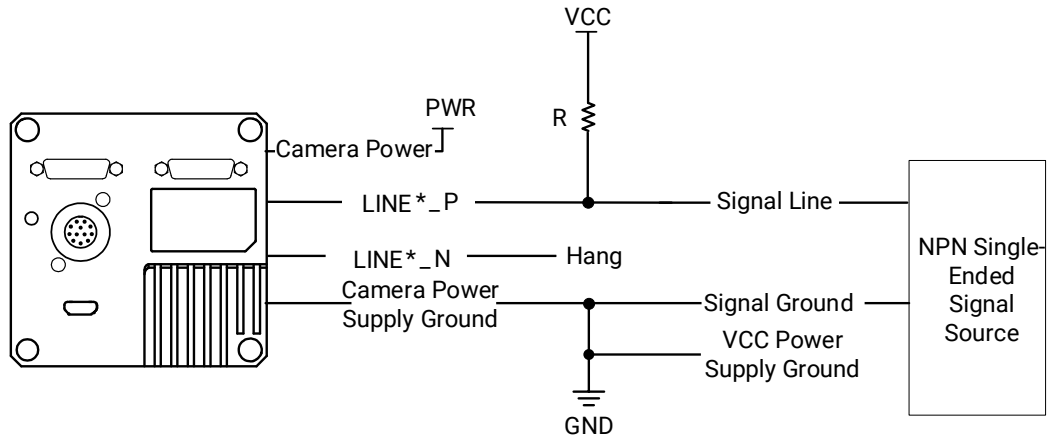 VCC
PWR
R
Camera Power
LINE*_P
Signal Line
LINE*_N
Hang
Camera Power
Supply Ground
Signal Ground
VCC Power
Supply Ground
GND
NPN Single-
Ended
Signal
Source